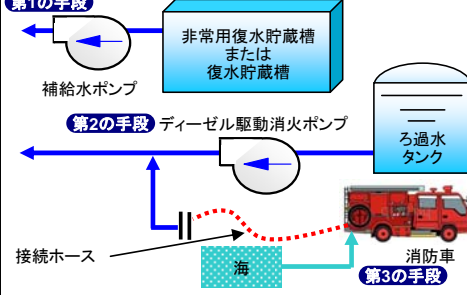 第1の手段
非常用復水貯蔵槽
または
復水貯蔵槽
補給水ポンプ
第2の手段
ディーゼル駆動消火ポンプ
ろ過水
タンク
接続ホース
海
消防車
第3の手段